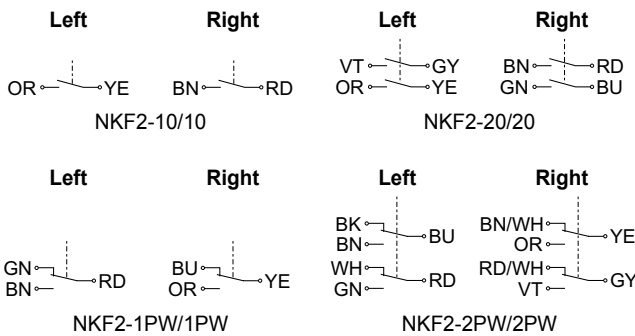 Left Right Left Right
OR YE BN RD
VT GY BN RD
OR YE GN BU
NKF2-10/10 NKF2-20/20
Left Right Left Right
GN BN RD BU OR YE
BK BN BU BN/WH OR YE
WH GN RD RD/WH VT GY
NKF2-1PW/1PW NKF2-2PW/2PW